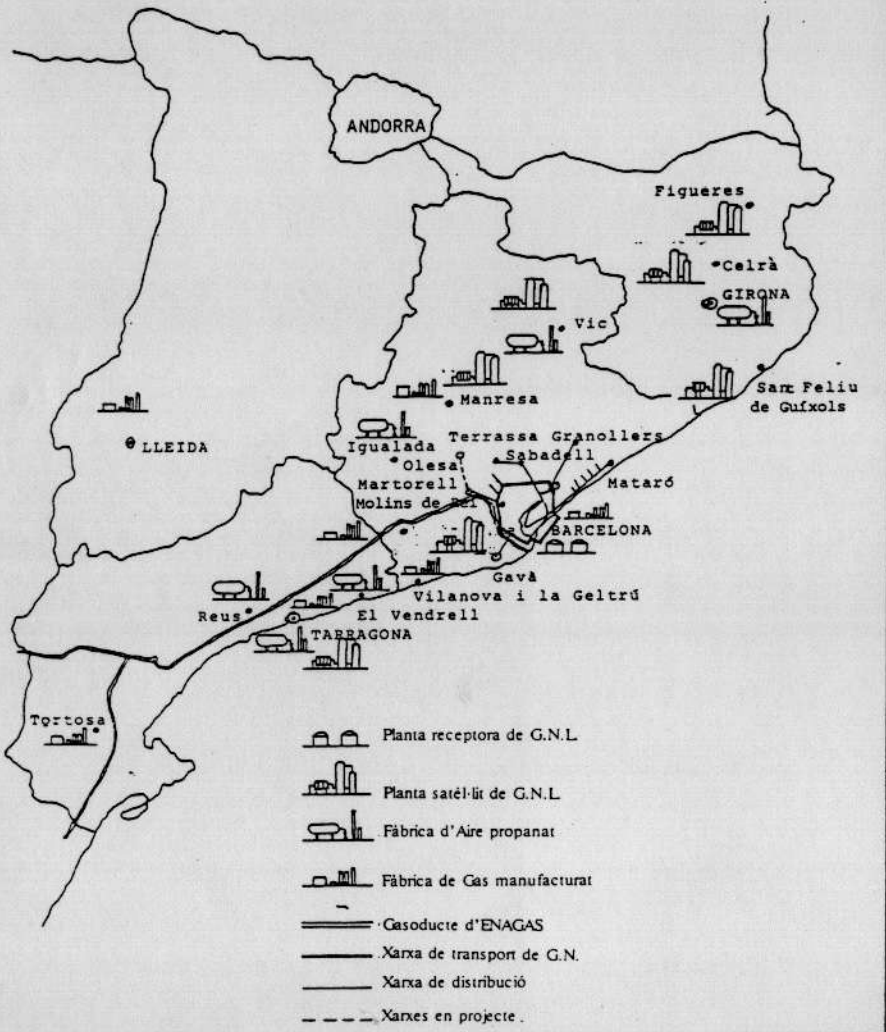 ANDORRA
Figueres
Celrà
GIRONA
Vic
Sant Feliu
de Guíxols
Manresa
LLEIDA
Igualada
Terrassa Granollers
Sabadell
Olesa
Martorell
Mataró
Molins de Rei
BARCELONA
Gavà
Vilanova i la Geltrú
Reus
El Vendrell
TARRAGONA
Tortosa
Planta receptora de G.N.L.
Planta satèl·lit de G.N.L.
Fàbrica d'Aire propanat
Fàbrica de Gas manufacturat
Gasoducte d'ENAGAS
Xarxa de transport de G.N.
Xarxa de distribució
Xarxes en projecte.